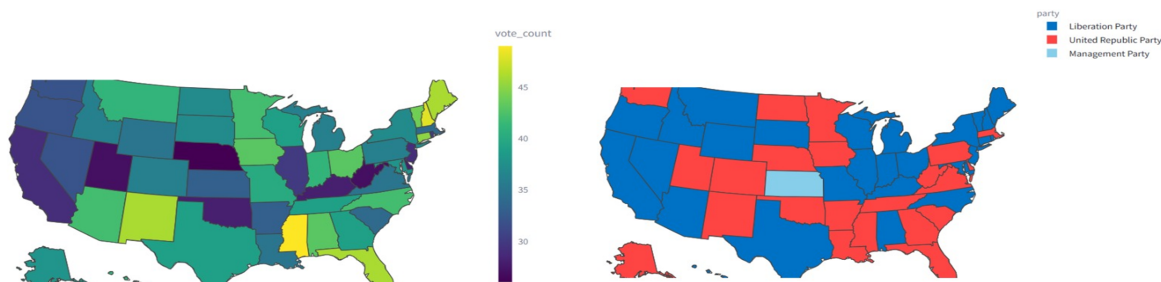 vote_count
45
40
35
30
party
Liberation Party
United Republic Party
Management Party